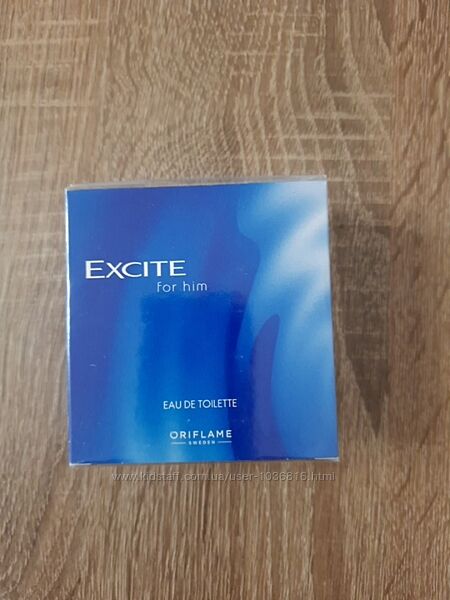 EXCITE
for him
EAU DE TOILETTE
ORIFLAME
SWEDEN
www.kidstaff.com.ua/user-1036816.html